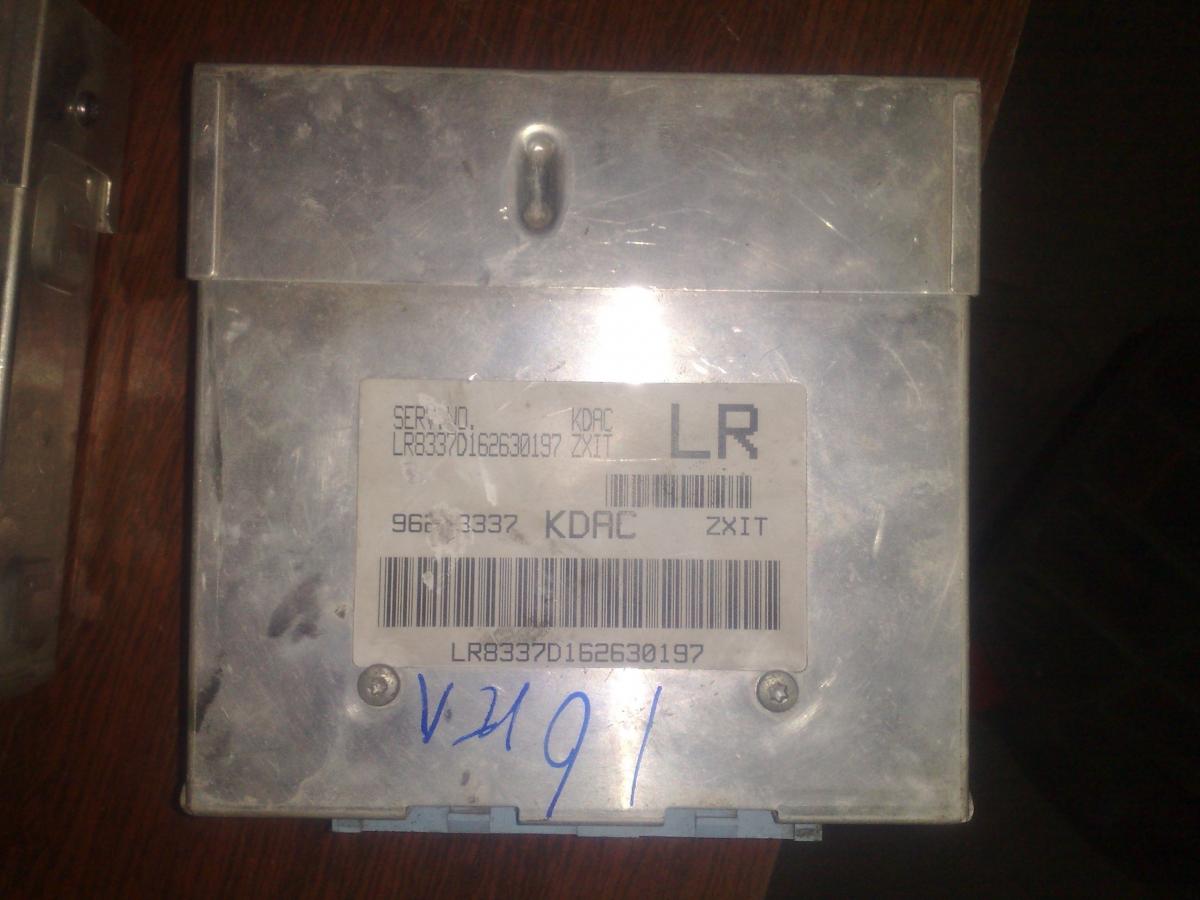 SERV.NO. KDAC
LR8337D162630197 ZXIT
LR
KDAC ZXIT
LR8337D162630197